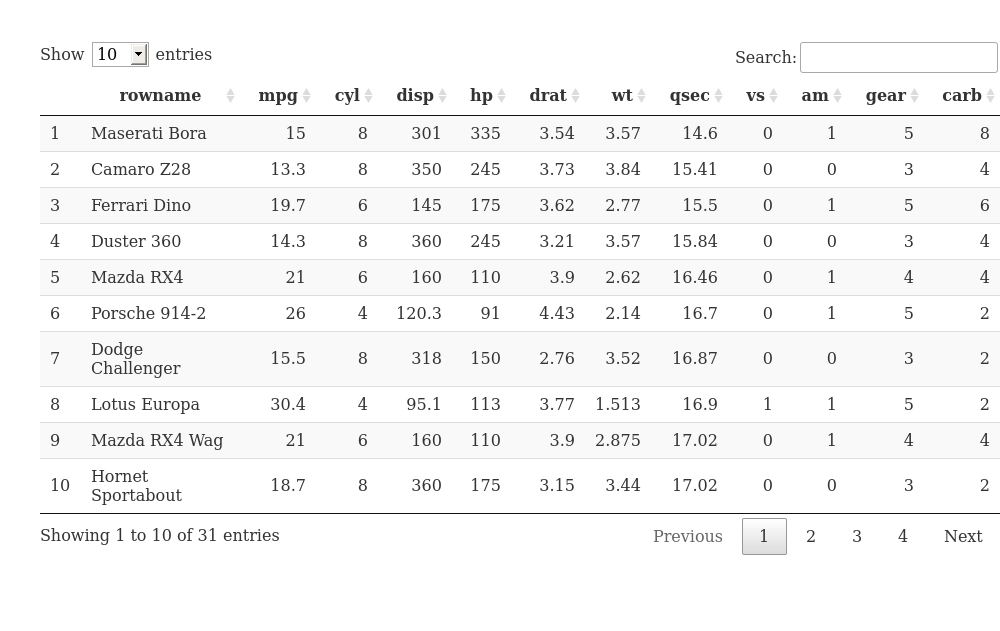 Show 10 entries Search:
rowname mpg cyl disp hp drat wt qsec vs am gear carb
1 Maserati Bora 15 8 301 335 3.54 3.57 14.6 0 1 5 8
2 Camaro Z28 13.3 8 350 245 3.73 3.84 15.41 0 0 3 4
3 Ferrari Dino 19.7 6 145 175 3.62 2.77 15.5 0 1 5 6
4 Duster 360 14.3 8 360 245 3.21 3.57 15.84 0 0 3 4
5 Mazda RX4 21 6 160 110 3.9 2.62 16.46 0 1 4 4
6 Porsche 914-2 26 4 120.3 91 4.43 2.14 16.7 0 1 5 2
7 Dodge
Challenger 15.5 8 318 150 2.76 3.52 16.87 0 0 3 2
8 Lotus Europa 30.4 4 95.1 113 3.77 1.513 16.9 1 1 5 2
9 Mazda RX4 Wag 21 6 160 110 3.9 2.875 17.02 0 1 4 4
10 Hornet
Sportabout 18.7 8 360 175 3.15 3.44 17.02 0 0 3 2
Showing 1 to 10 of 31 entries Previous 1 2 3 4 Next